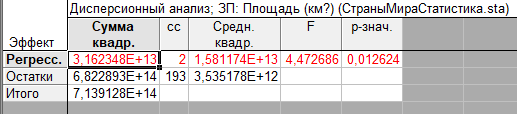 Дисперсионный анализ; ЗП: Площадь (км?) (СтраныМираСтатистика.sta)
Эффект Сумма квадр. сс Средн. квадр. F p-знач.
Регресс. 3,162348E+13 2 1,581174E+13 4,472686 0,012624
Остатки 6,822893E+14 193 3,535178E+12
Итого 7,139128E+14